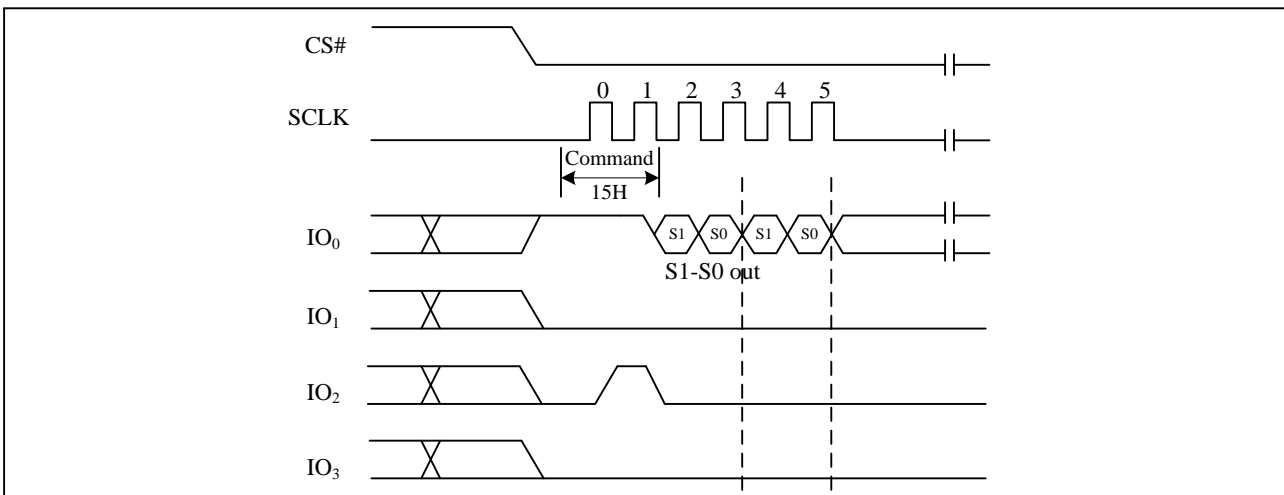 CS#
0 1 2 3 4 5
SCLK
Command
15H
IO0
S1 S0 S1 S0
S1-S0 out
IO1
IO2
IO3